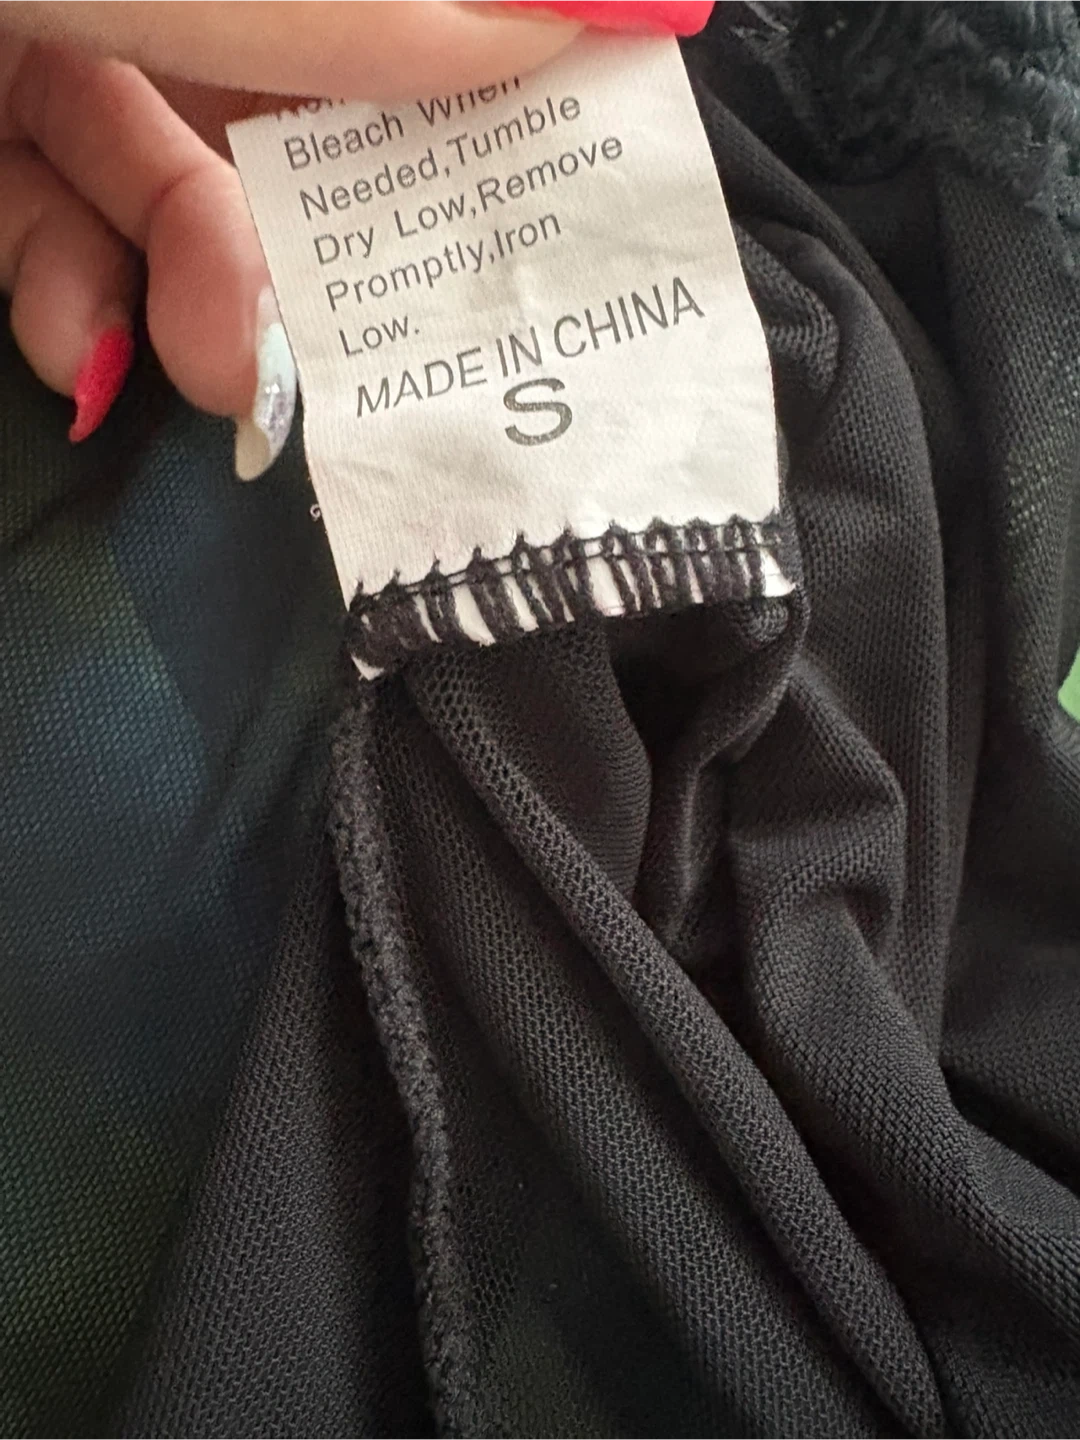 Bleach When
Needed,Tumble
Dry Low,Remove
Promptly,Iron
Low.
MADE IN CHINA
S